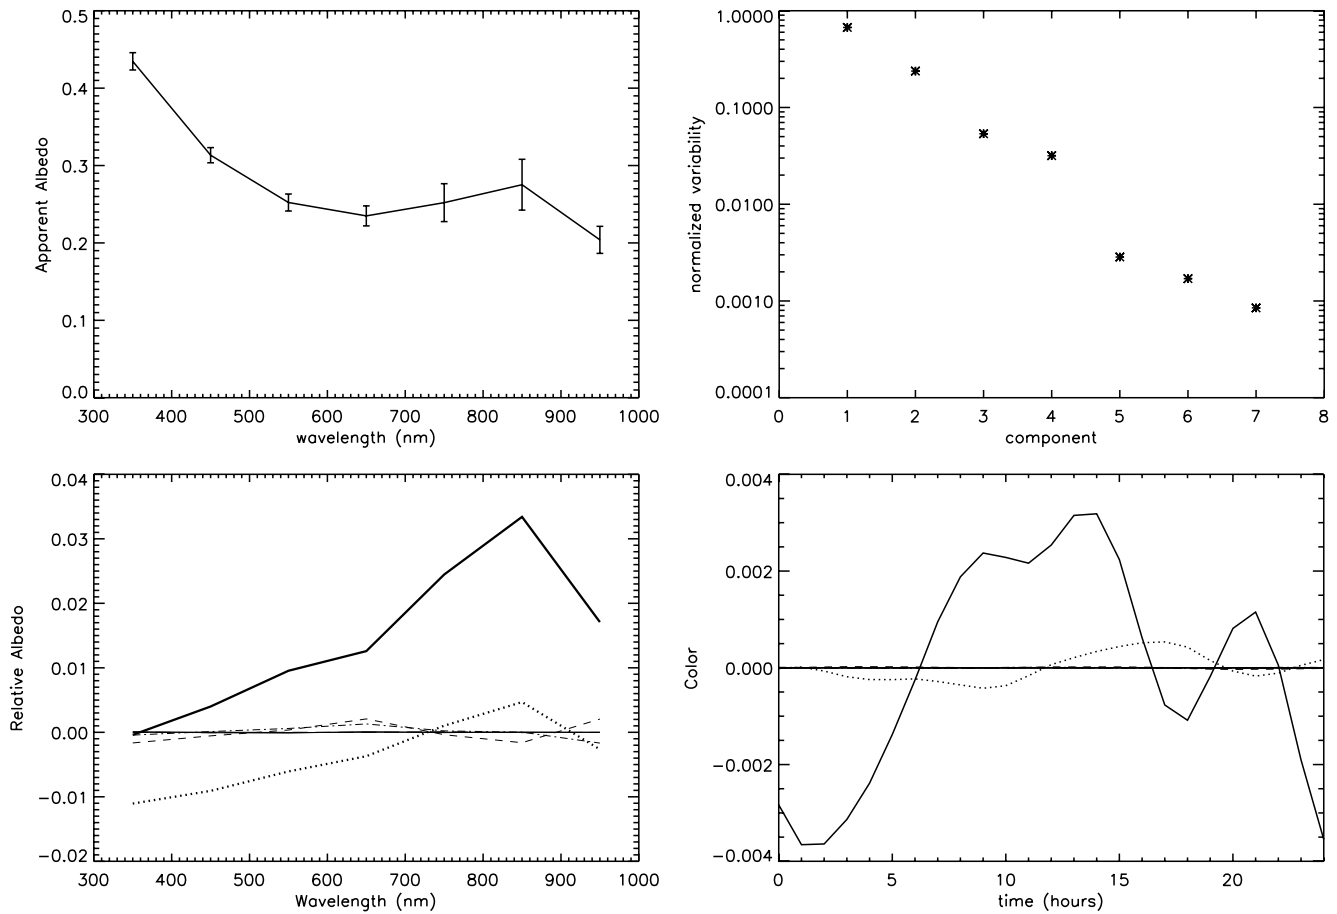 0.5
0.4
0.3
0.2
0.1
0.0
Apparent Albedo
300 400 500 600 700 800 900 1000
wavelength (nm)
1.0000
0.1000
0.0100
0.0010
0.0001
normalized variability
0 1 2 3 4 5 6 7 8
component
0.04
0.03
0.02
0.01
0.00
−0.01
−0.02
Relative Albedo
300 400 500 600 700 800 900 1000
Wavelength (nm)
0.004
0.002
0.000
−0.002
−0.004
Color
0 5 10 15 20
time (hours)